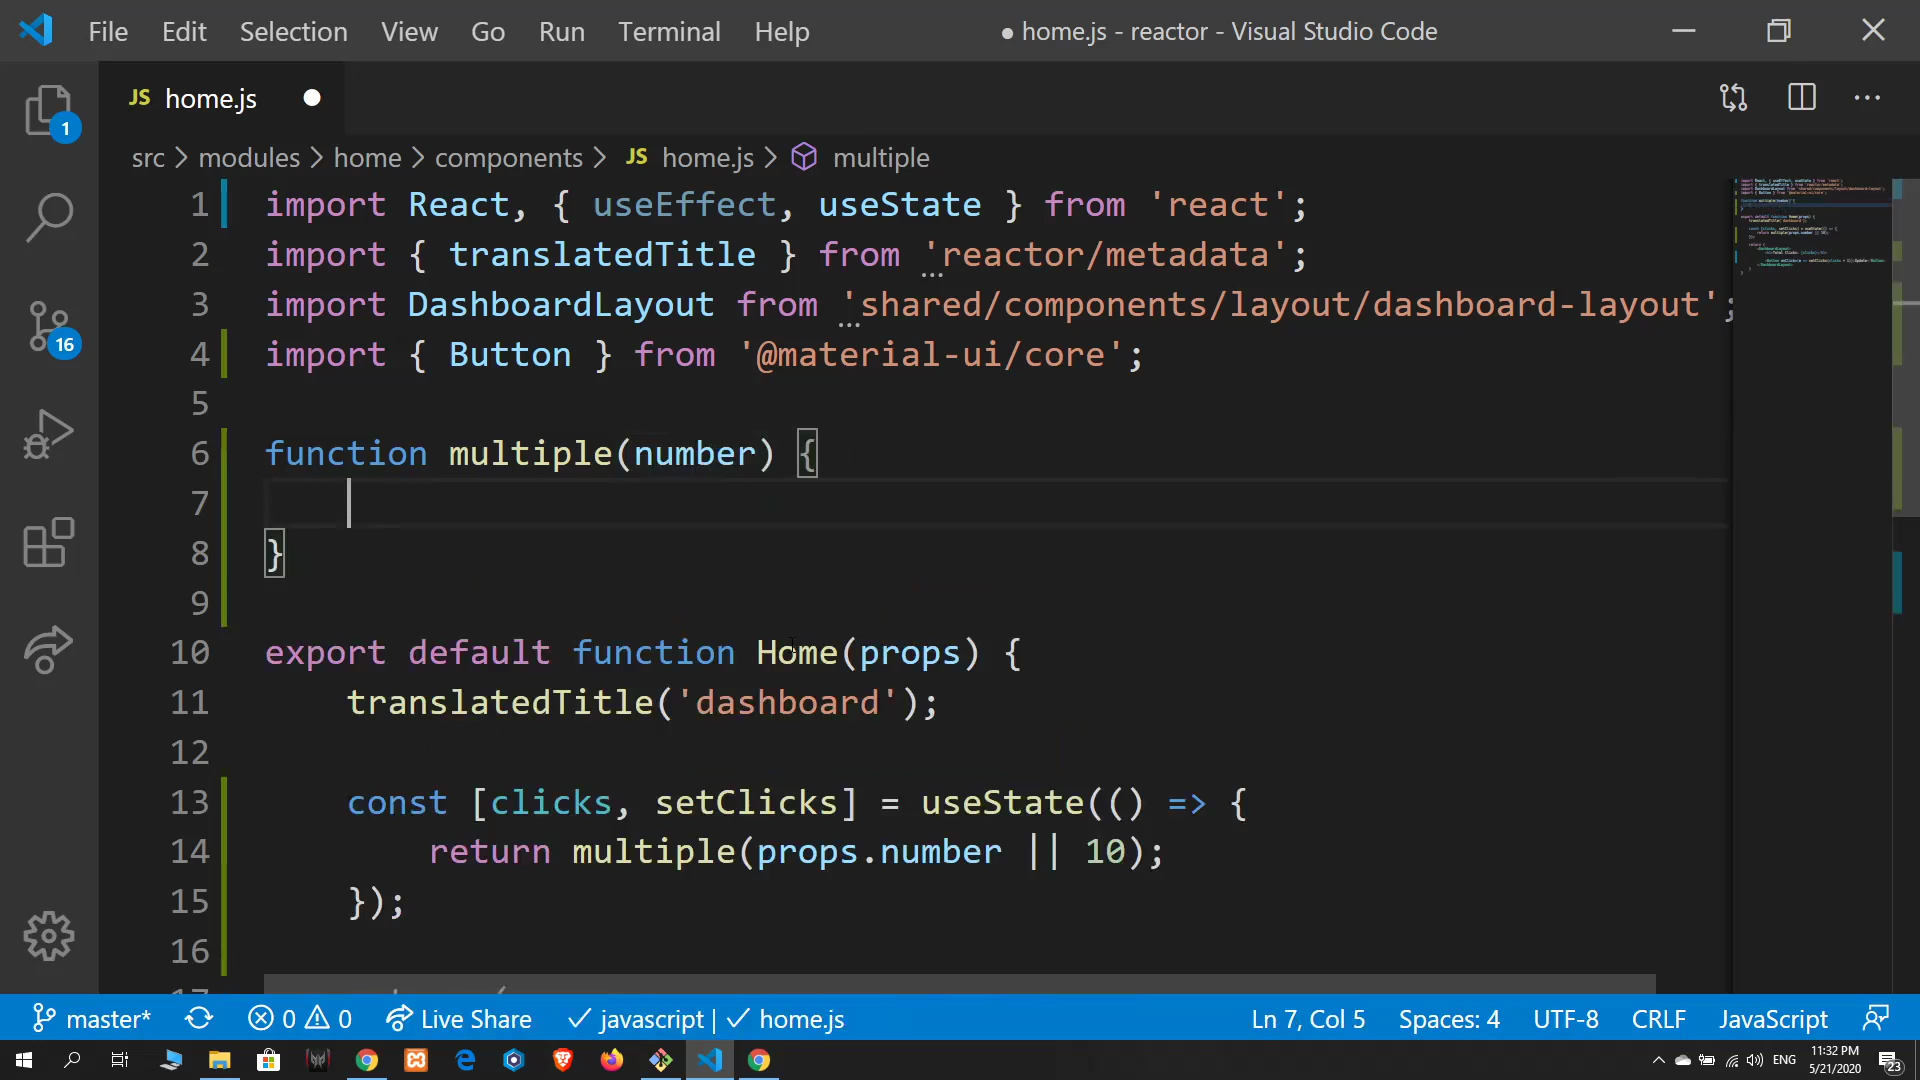 File Edit Selection View Go Run Terminal Help ● home.js - reactor - Visual Studio Code
JS home.js ●
src > modules > home > components > JS home.js > multiple
1 import React, { useEffect, useState } from 'react';
2 import { translatedTitle } from 'reactor/metadata';
3 import DashboardLayout from 'shared/components/layout/dashboard-layout';
4 import { Button } from '@material-ui/core';
5
6 function multiple(number) {
7
8 }
9
10 export default function Home(props) {
11 translatedTitle('dashboard');
12
13 const [clicks, setClicks] = useState(() => {
14 return multiple(props.number || 10);
15 });
16
1
16
master* 0 0 Live Share javascript | home.js Ln 7, Col 5 Spaces: 4 UTF-8 CRLF JavaScript
ENG 11:32 PM
5/21/2020
23